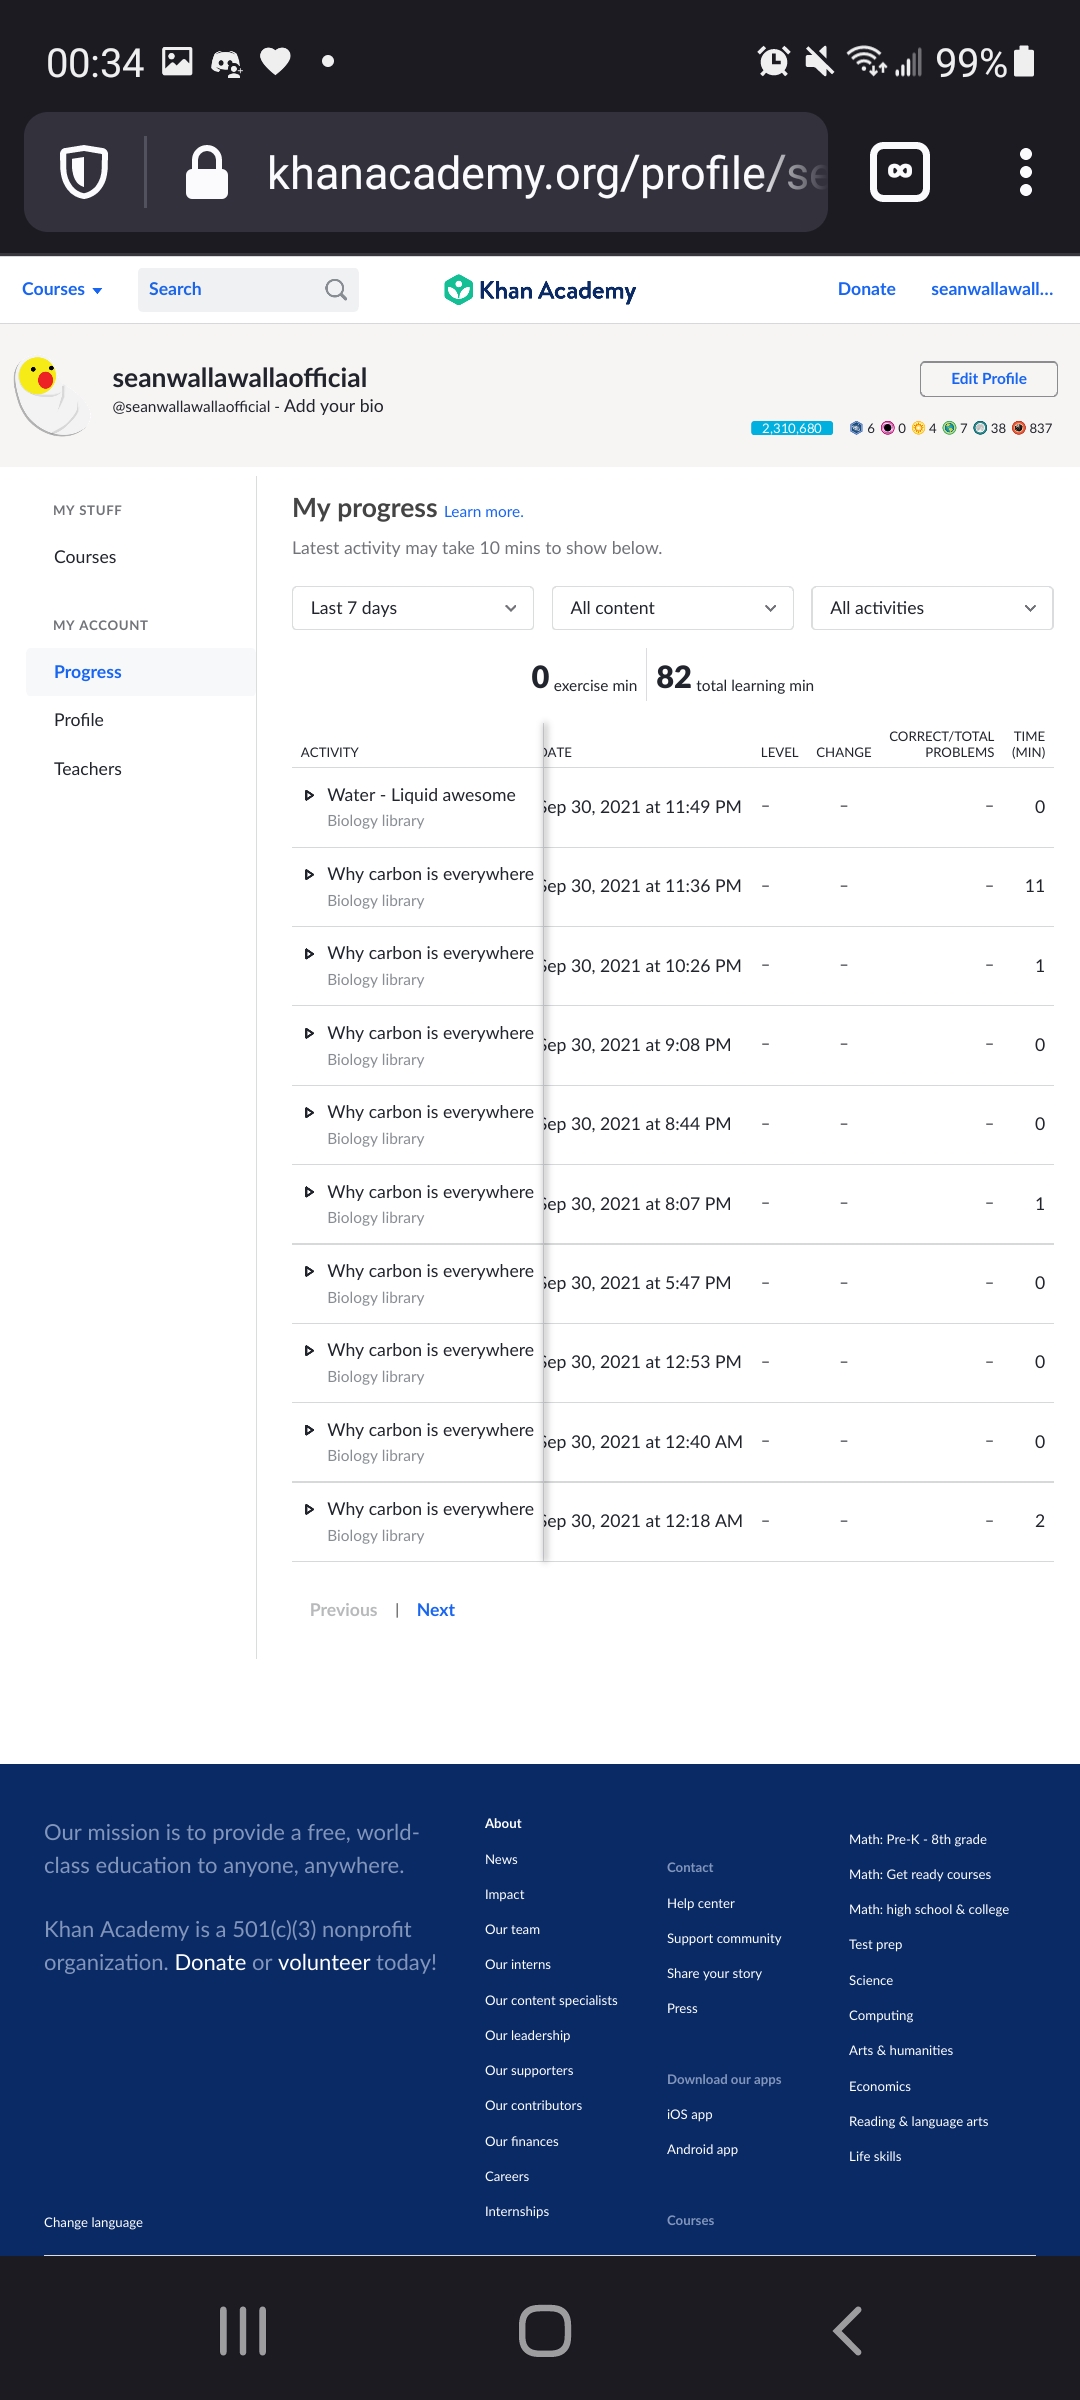 00:34 99%
khanacademy.org/profile/se
Courses Search Khan Academy Donate seanwallawall...
seanwallawallaofficial
@seanwallawallaofficial - Add your bio
Edit Profile
2,310,680 6 0 4 7 38 837
MY STUFF
Courses
MY ACCOUNT
Progress
Profile
Teachers
My progress Learn more.
Latest activity may take 10 mins to show below.
Last 7 days All content All activities
0 exercise min 82 total learning min
ACTIVITY DATE LEVEL CHANGE CORRECT/TOTAL PROBLEMS TIME (MIN)
Water - Liquid awesome Sep 30, 2021 at 11:49 PM – – – 0
Biology library
Why carbon is everywhere Sep 30, 2021 at 11:36 PM – – – 11
Biology library
Why carbon is everywhere Sep 30, 2021 at 10:26 PM – – – 1
Biology library
Why carbon is everywhere Sep 30, 2021 at 9:08 PM – – – 0
Biology library
Why carbon is everywhere Sep 30, 2021 at 8:44 PM – – – 0
Biology library
Why carbon is everywhere Sep 30, 2021 at 8:07 PM – – – 1
Biology library
Why carbon is everywhere Sep 30, 2021 at 5:47 PM – – – 0
Biology library
Why carbon is everywhere Sep 30, 2021 at 12:53 PM – – – 0
Biology library
Why carbon is everywhere Sep 30, 2021 at 12:40 AM – – – 0
Biology library
Why carbon is everywhere Sep 30, 2021 at 12:18 AM – – – 2
Biology library
Previous | Next
Our mission is to provide a free, world-
class education to anyone, anywhere.
Khan Academy is a 501(c)(3) nonprofit
organization. Donate or volunteer today!
About
News
Impact
Our team
Our interns
Our content specialists
Our leadership
Our supporters
Our contributors
Our finances
Careers
Internships
Contact
Help center
Support community
Share your story
Press
Download our apps
iOS app
Android app
Courses
Math: Pre-K - 8th grade
Math: Get ready courses
Math: high school & college
Test prep
Science
Computing
Arts & humanities
Economics
Reading & language arts
Life skills
Change language